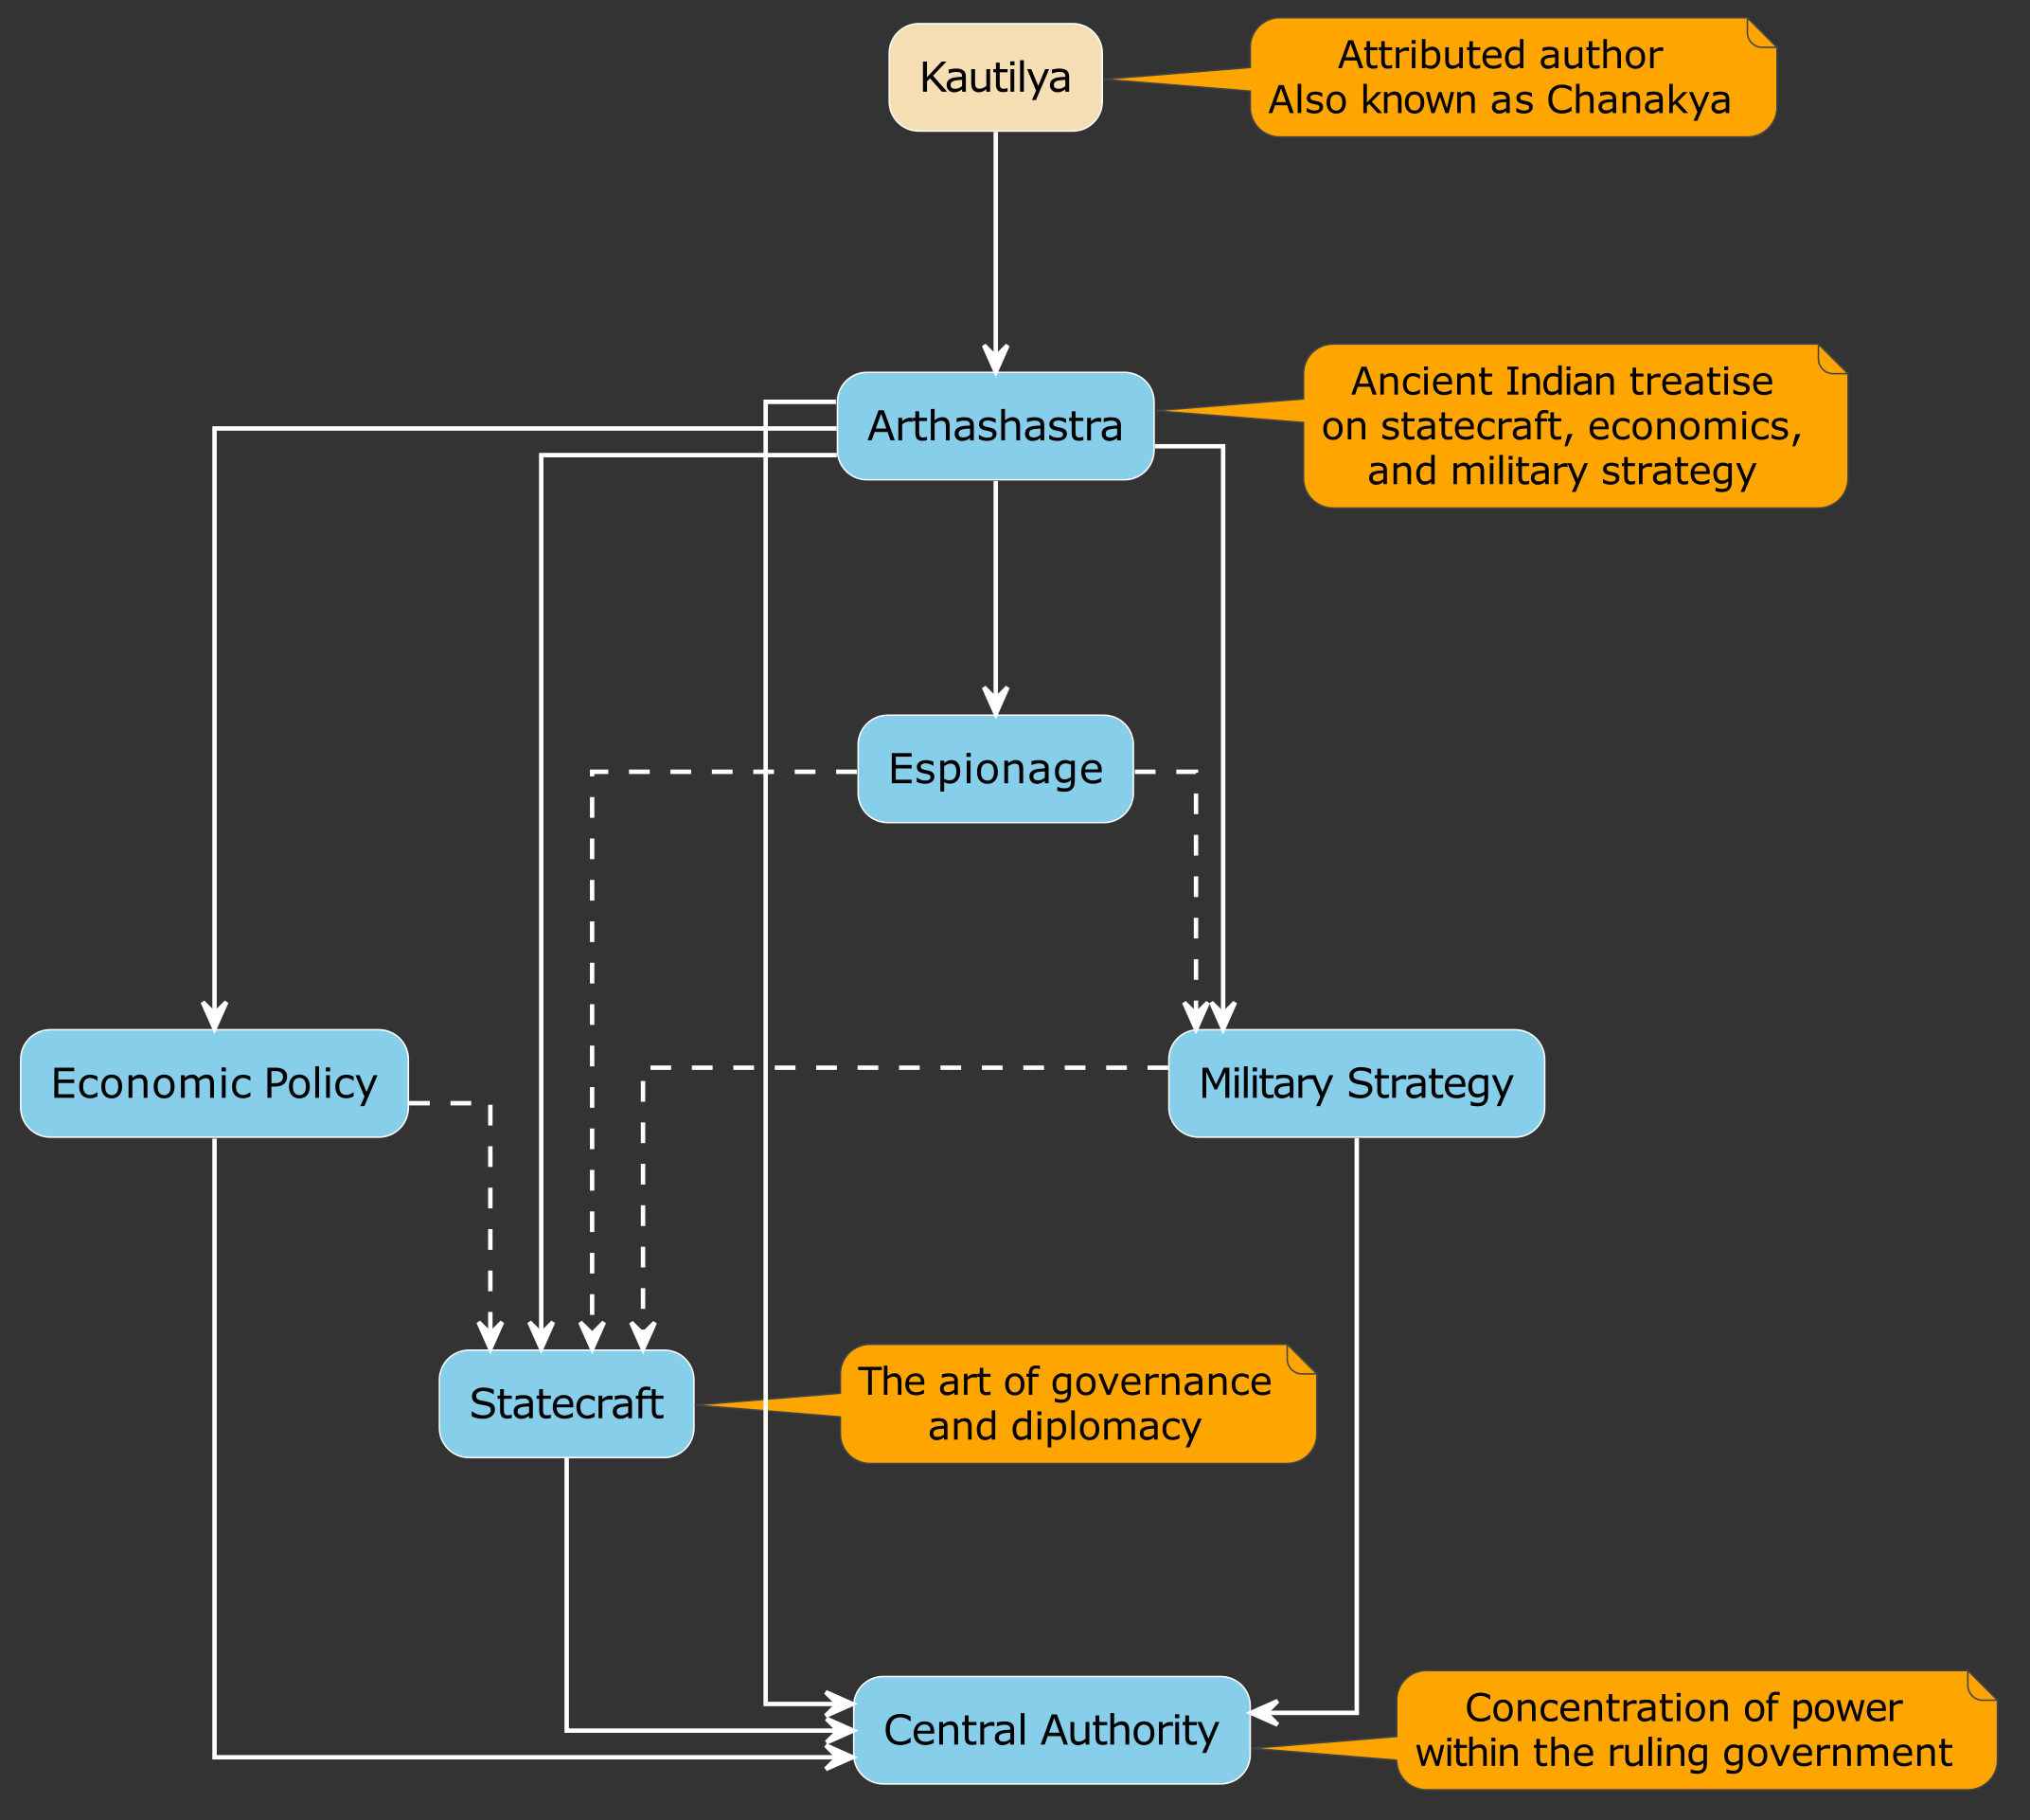 Kautilya
Attributed author
Also known as Chanakya
Arthashastra
Ancient Indian treatise
on statecraft, economics,
and military strategy
Espionage
Economic Policy
Military Strategy
Statecraft
The art of governance
and diplomacy
Central Authority
Concentration of power
within the ruling government